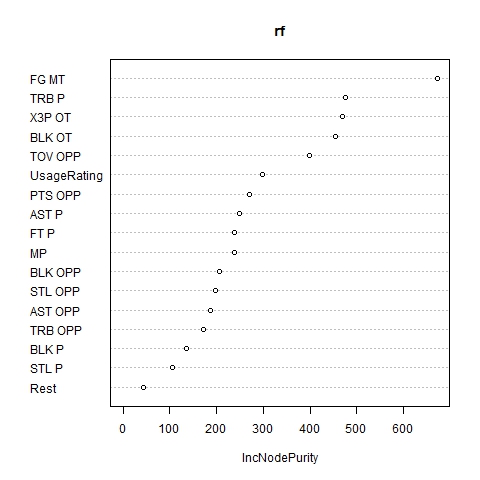 rf
FG MT
TRB P
X3P OT
BLK OT
TOV OPP
UsageRating
PTS OPP
AST P
FT P
MP
BLK OPP
STL OPP
AST OPP
TRB OPP
BLK P
STL P
Rest
0 100 200 300 400 500 600
IncNodePurity